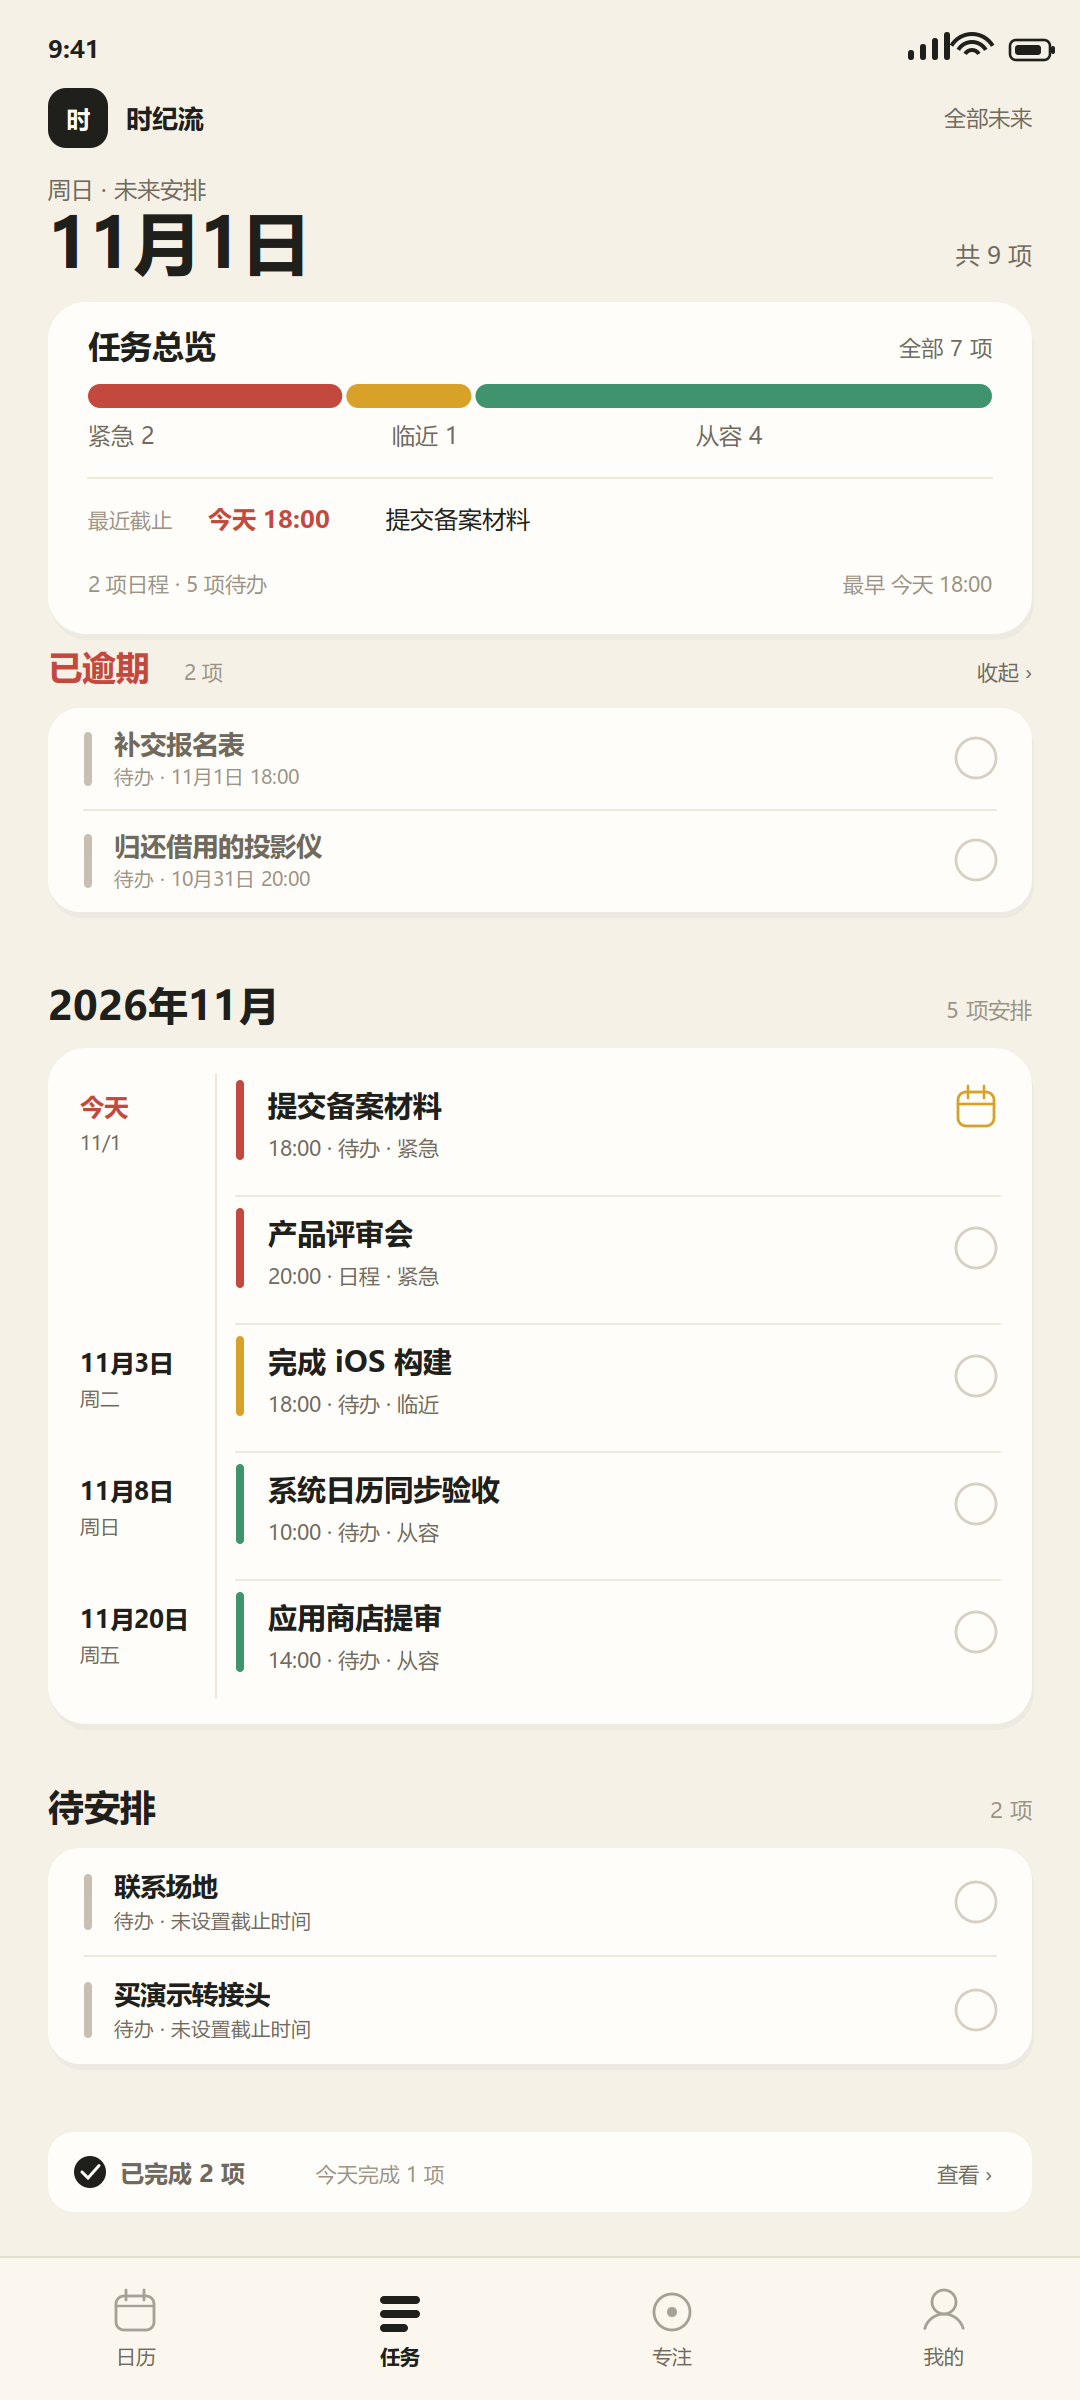 9:41
时 时纪流 全部未来
周日 · 未来安排
11月1日 共 9 项
任务总览 全部 7 项
紧急 2 临近 1 从容 4
最近截止 今天 18:00 提交备案材料
2 项日程 · 5 项待办 最早 今天 18:00
已逾期 2 项 收起 ›
补交报名表
待办 · 11月1日 18:00
归还借用的投影仪
待办 · 10月31日 20:00
2026年11月 5 项安排
今天 提交备案材料
11/1 18:00 · 待办 · 紧急
产品评审会
20:00 · 日程 · 紧急
11月3日 完成 iOS 构建
周二 18:00 · 待办 · 临近
11月8日 系统日历同步验收
周日 10:00 · 待办 · 从容
11月20日 应用商店提审
周五 14:00 · 待办 · 从容
待安排 2 项
联系场地
待办 · 未设置截止时间
买演示转接头
待办 · 未设置截止时间
已完成 2 项 今天完成 1 项 查看 ›
日历 任务 专注 我的